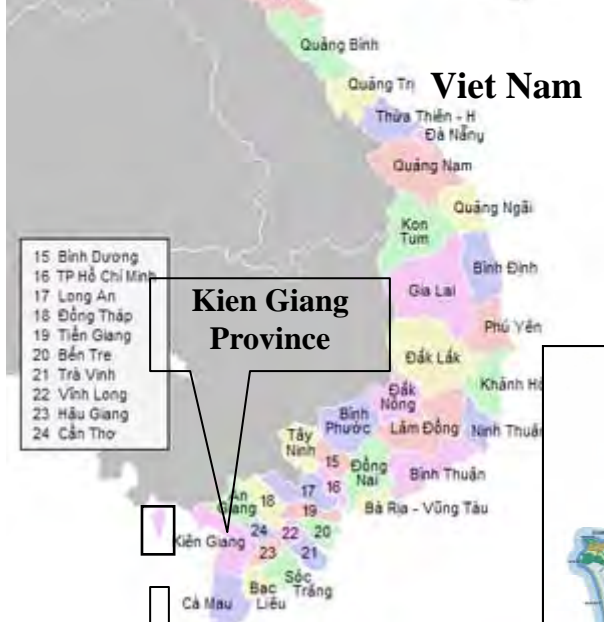 Quảng Bình
Quảng Trị
Viet Nam
Thừa Thiên - H
Đà Nẵng
Quảng Nam
Quảng Ngãi
Kon
Tum
Bình Định
Gia Lai
15 Bình Dương
16 TP Hồ Chí Minh
17 Long An
18 Đồng Tháp
19 Tiền Giang
20 Bến Tre
21 Trà Vinh
22 Vĩnh Long
23 Hậu Giang
24 Cần Thơ
Kien Giang
Province
Phú Yên
Đắk Lắk
Khánh H
Đắk
Nông
Bình
Phước
Lâm Đồng
Ninh Thuậ
Tây
Ninh
15
Đồng
Nai
Bình Thuận
17
16
An
Giang
18
19
Bà Rịa - Vũng Tàu
Kiên Giang
24
22
20
23
21
Sóc
Trăng
Bạc
Liêu
Cà Mau